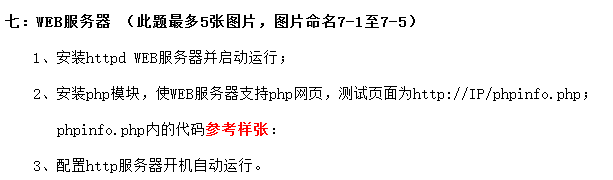 七：WEB服务器 （此题最多5张图片，图片命名7-1至7-5）
1、安装httpd WEB服务器并启动运行；
2、安装php模块，使WEB服务器支持php网页，测试页面为http://IP/phpinfo.php；
phpinfo.php内的代码参考样张：
3、配置http服务器开机自动运行。